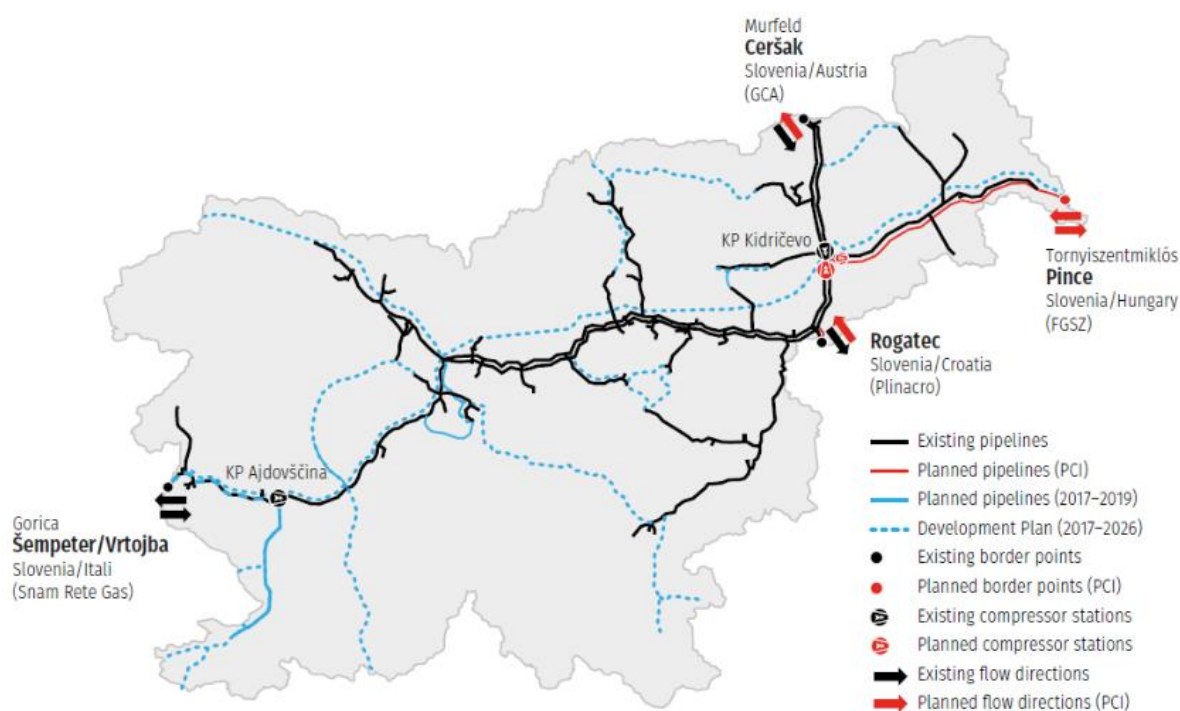 Murfeld
Ceršak
Slovenia/Austria
(GCA)
KP Kidričevo
Tornyiszentmiklós
Pince
Slovenia/Hungary
(FGSZ)
Rogatec
Slovenia/Croatia
(Plinacro)
KP Ajdovščina
Gorica
Šempeter/Vrtojba
Slovenia/Itali
(Snam Rete Gas)
Existing pipelines
Planned pipelines (PCI)
Planned pipelines (2017–2019)
Development Plan (2017–2026)
Existing border points
Planned border points (PCI)
Existing compressor stations
Planned compressor stations
Existing flow directions
Planned flow directions (PCI)